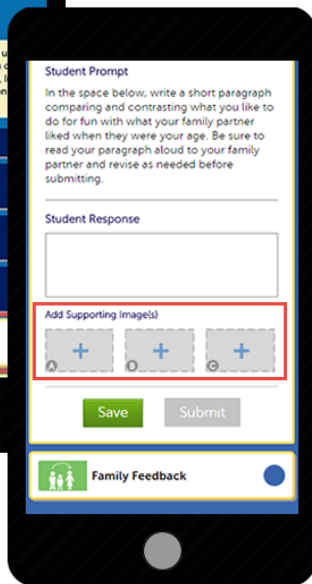 Student Prompt
In the space below, write a short paragraph
comparing and contrasting what you like to
do for fun with what your family partner
liked when they were your age. Be sure to
read your paragraph aloud to your family
partner and revise as needed before
submitting.
Student Response
Add Supporting Image(s)
A B C
Save Submit
Family Feedback